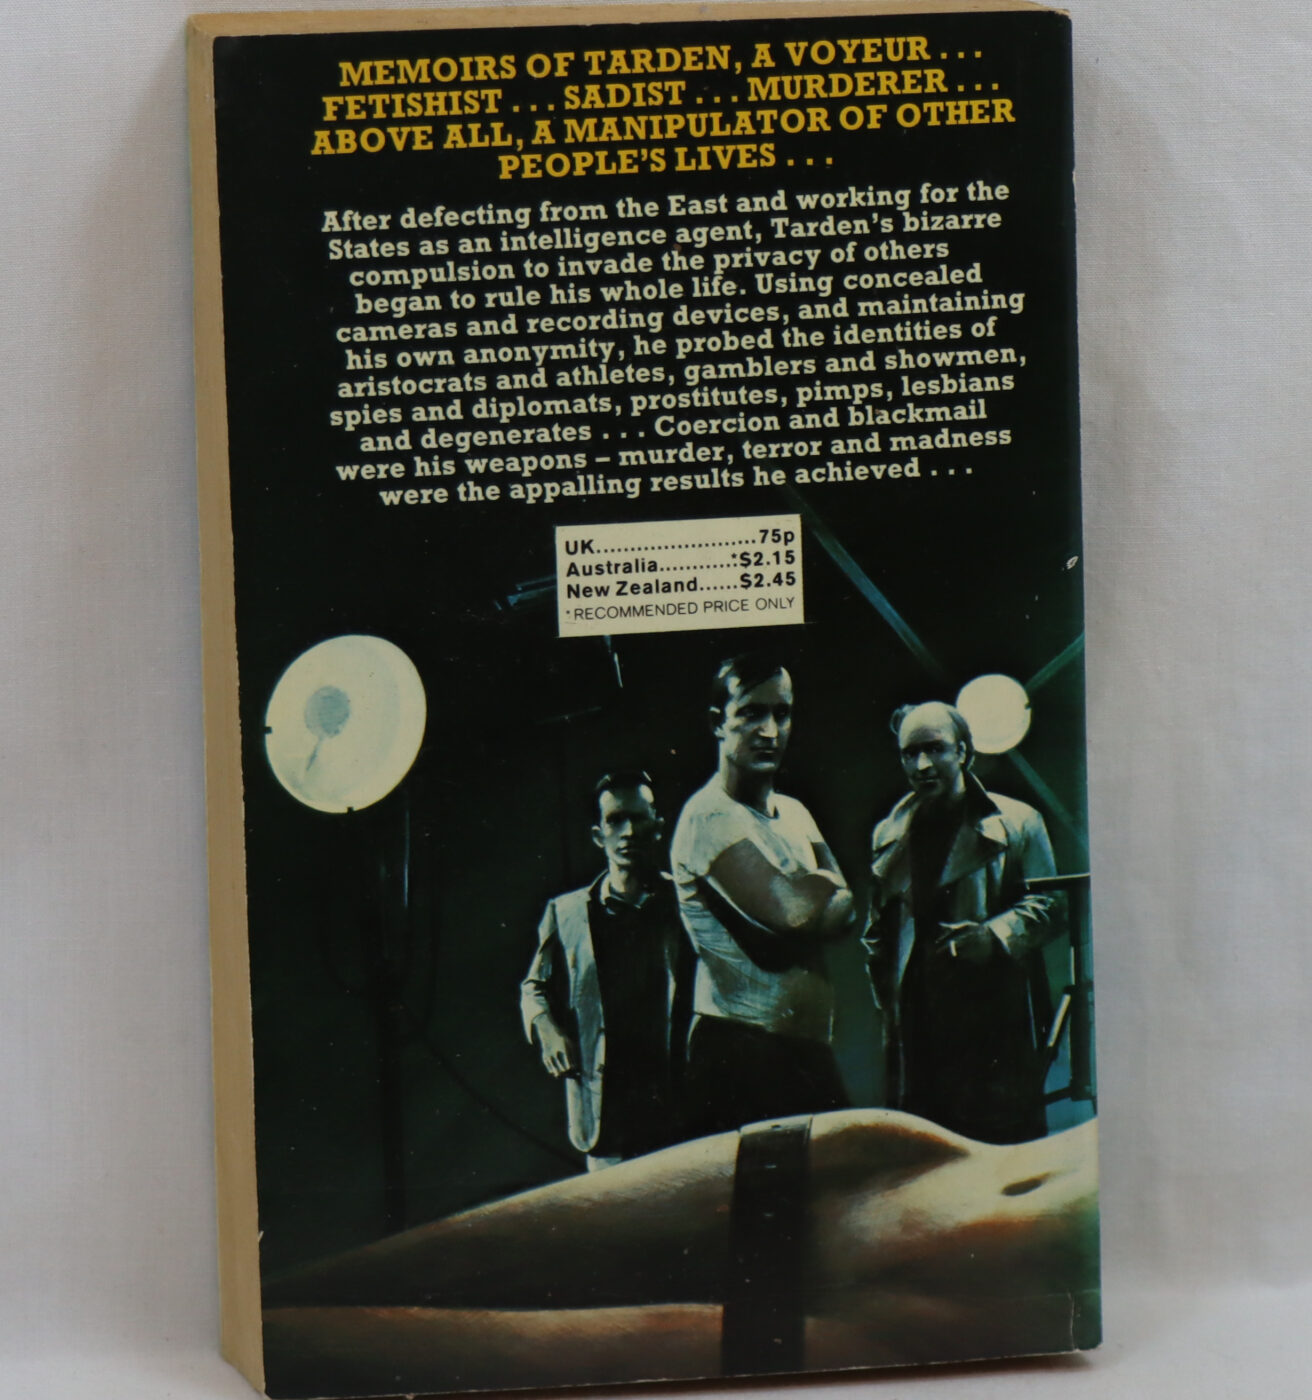 MEMOIRS OF TARDEN, A VOYEUR . . .
FETISHIST . . . SADIST . . . MURDERER . . .
ABOVE ALL, A MANIPULATOR OF OTHER
PEOPLE'S LIVES . . .
After defecting from the East and working for the
States as an intelligence agent, Tarden's bizarre
compulsion to invade the privacy of others
began to rule his whole life. Using concealed
cameras and recording devices, and maintaining
his own anonymity, he probed the identities of
aristocrats and athletes, gamblers and showmen,
spies and diplomats, prostitutes, pimps, lesbians
and degenerates . . . Coercion and blackmail
were his weapons – murder, terror and madness
were the appalling results he achieved . . .
UK.......................75p
Australia...........*$2.15
New Zealand......$2.45
*RECOMMENDED PRICE ONLY